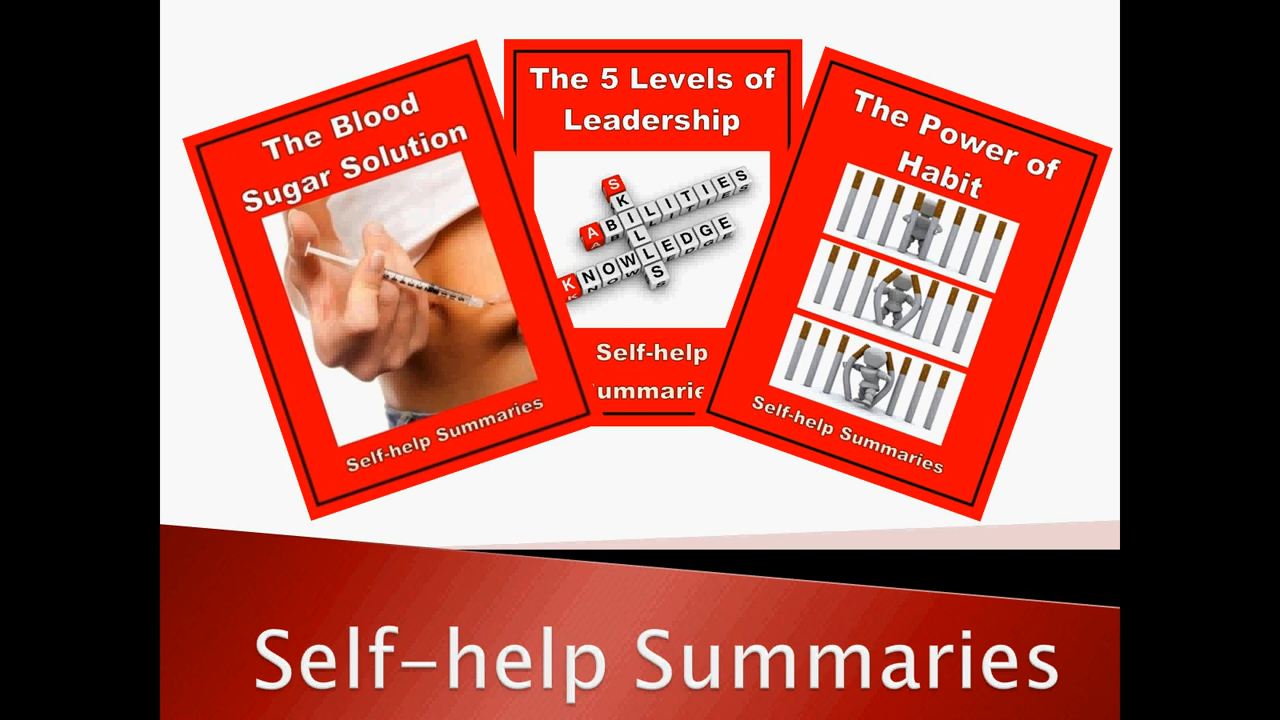 The Blood
Sugar Solution
Self-help Summaries
The 5 Levels of
Leadership
SKILLS
ABILITIES
KNOWLEDGE
Self-help
ummarie
The Power of
Habit
Self-help Summaries
Self-help Summaries